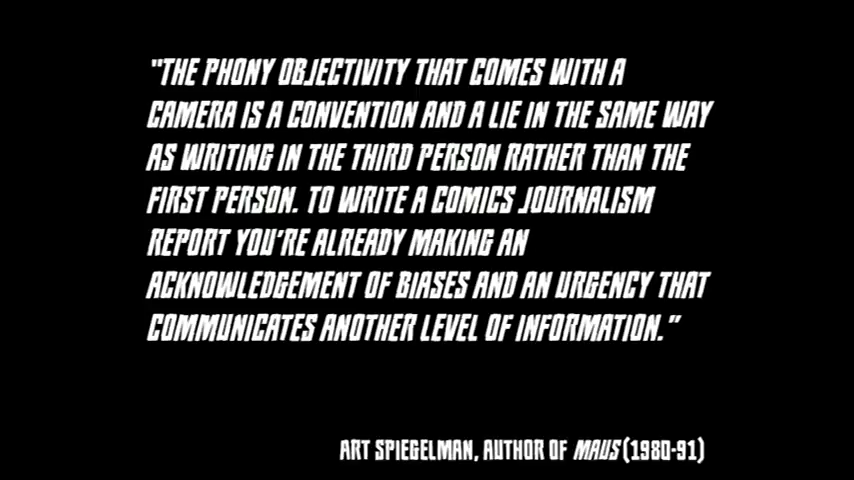 "THE PHONY OBJECTIVITY THAT COMES WITH A
CAMERA IS A CONVENTION AND A LIE IN THE SAME WAY
AS WRITING IN THE THIRD PERSON RATHER THAN THE
FIRST PERSON. TO WRITE A COMICS JOURNALISM
REPORT YOU'RE ALREADY MAKING AN
ACKNOWLEDGEMENT OF BIASES AND AN URGENCY THAT
COMMUNICATES ANOTHER LEVEL OF INFORMATION."
ART SPIEGELMAN, AUTHOR OF MAUS (1980-91)